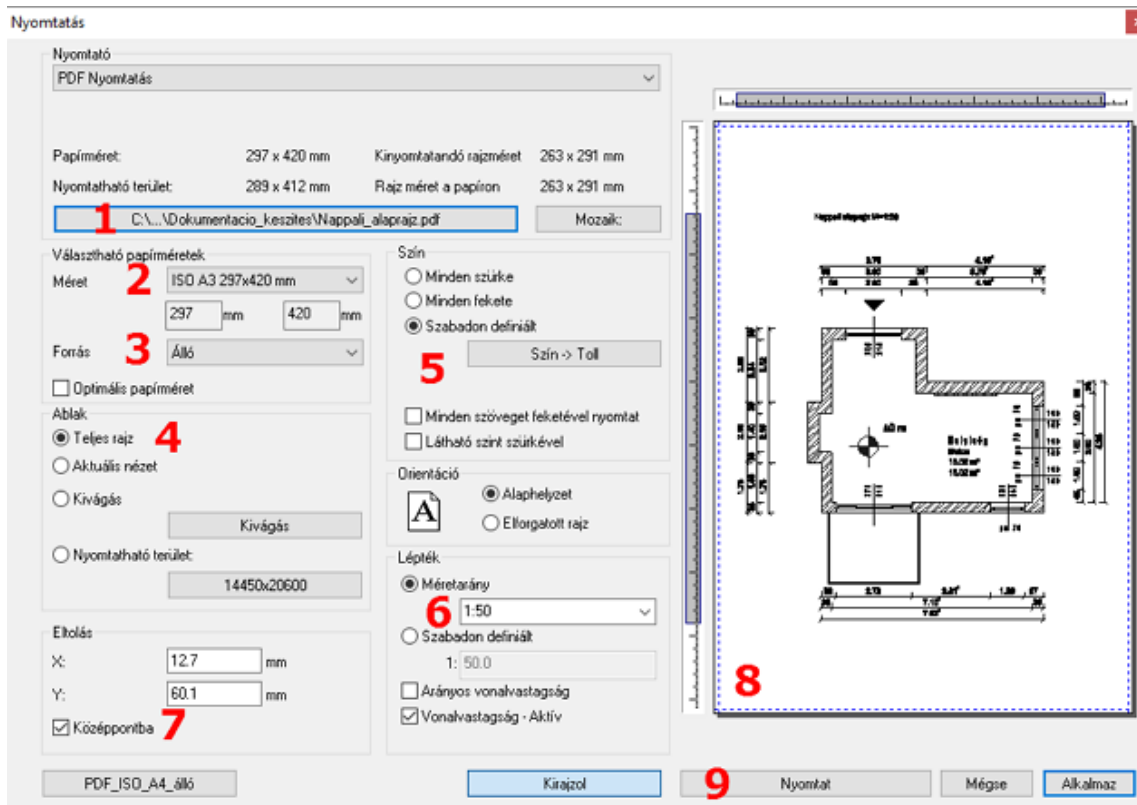 Nyomtatás
Nyomtató
PDF Nyomtatás
Papírméret: 297 x 420 mm Kinyomtatandó rajzméret 263 x 291 mm
Nyomtatható terület: 289 x 412 mm Rajz méret a papíron 263 x 291 mm
1 C:\...\Dokumentacio_keszites\Nappali_alaprajz.pdf Mozaik:
Választható papírméretek
Méret 2 ISO A3 297x420 mm
297 mm 420 mm
Forrás 3 Álló
Optimális papírméret
Ablak
Teljes rajz 4
Aktuális nézet
Kivágás
Kivágás
Nyomtatható terület:
14450x20600
Eltolás
X: 12.7 mm
Y: 60.1 mm
Középpontba 7
PDF_ISO_A4_álló
Szín
Minden szürke
Minden fekete
Szabadon definiált
5 Szín -> Toll
Minden szöveget feketével nyomtat
Látható színt szürkével
Orientáció
A
Alaphelyzet
Elforgatott rajz
Lépték
Méretarány
6 1:50
Szabadon definiált
1: 50.0
Arányos vonalvastagság
Vonalvastagság - Aktív
Kirajzol
Nappali alaprajz M=1:50
8
9 Nyomtat Mégse Alkalmaz